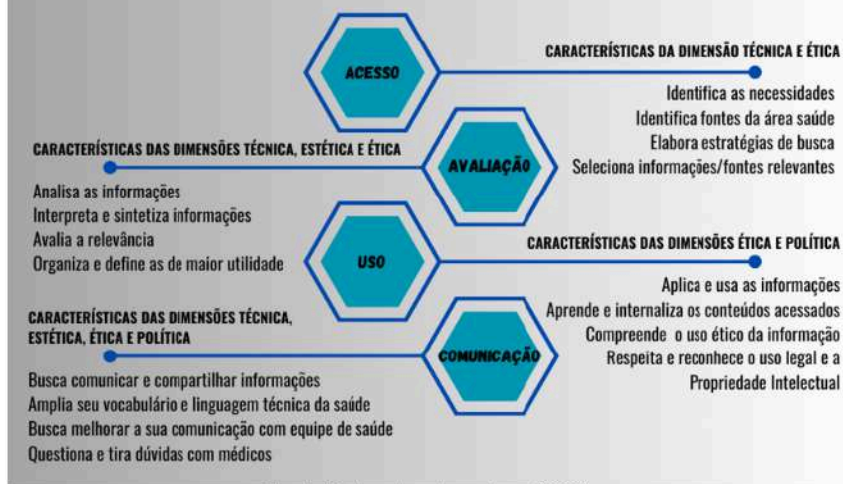 ACESSO
CARACTERÍSTICAS DA DIMENSÃO TÉCNICA E ÉTICA
Identifica as necessidades
Identifica fontes da área saúde
Elabora estratégias de busca
Seleciona informações/fontes relevantes
AVALIAÇÃO
CARACTERÍSTICAS DAS DIMENSÕES TÉCNICA, ESTÉTICA E ÉTICA
Analisa as informações
Interpreta e sintetiza informações
Avalia a relevância
Organiza e define as de maior utilidade
USO
CARACTERÍSTICAS DAS DIMENSÕES ÉTICA E POLÍTICA
Aplica e usa as informações
Aprende e internaliza os conteúdos acessados
Compreende o uso ético da informação
Respeita e reconhece o uso legal e a
Propriedade Intelectual
COMUNICAÇÃO
CARACTERÍSTICAS DAS DIMENSÕES TÉCNICA,
ESTÉTICA, ÉTICA E POLÍTICA
Busca comunicar e compartilhar informações
Amplia seu vocabulário e linguagem técnica da saúde
Busca melhorar a sua comunicação com equipe de saúde
Questiona e tira dúvidas com médicos